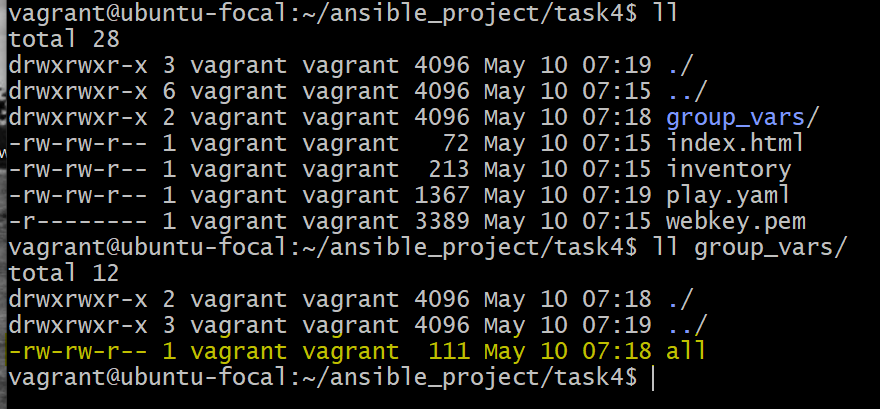 vagrant@ubuntu-focal:~/ansible_project/task4$ ll
total 28
drwxrwxr-x 3 vagrant vagrant 4096 May 10 07:19 ./
drwxrwxr-x 6 vagrant vagrant 4096 May 10 07:15 ../
drwxrwxr-x 2 vagrant vagrant 4096 May 10 07:18 group_vars/
-rw-rw-r-- 1 vagrant vagrant   72 May 10 07:15 index.html
-rw-rw-r-- 1 vagrant vagrant  213 May 10 07:15 inventory
-rw-rw-r-- 1 vagrant vagrant 1367 May 10 07:19 play.yaml
-r-------- 1 vagrant vagrant 3389 May 10 07:15 webkey.pem
vagrant@ubuntu-focal:~/ansible_project/task4$ ll group_vars/
total 12
drwxrwxr-x 2 vagrant vagrant 4096 May 10 07:18 ./
drwxrwxr-x 3 vagrant vagrant 4096 May 10 07:19 ../
-rw-rw-r-- 1 vagrant vagrant  111 May 10 07:18 all
vagrant@ubuntu-focal:~/ansible_project/task4$